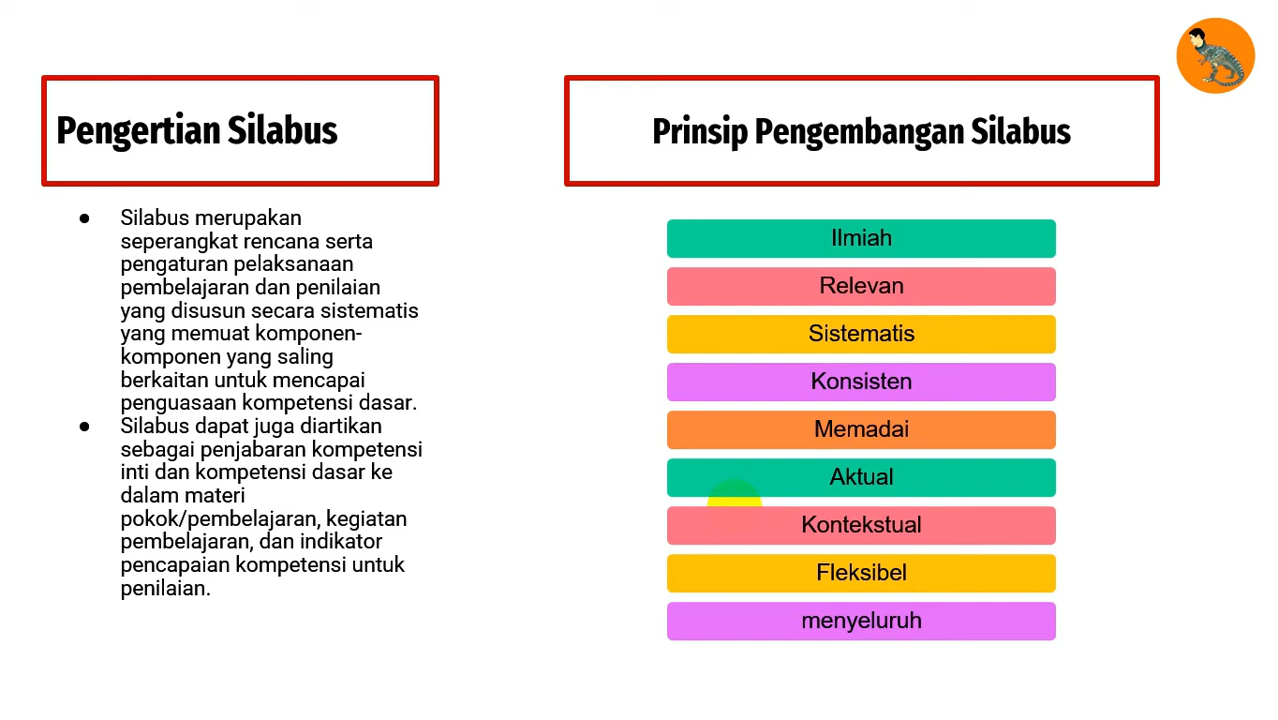 Pengertian Silabus
● Silabus merupakan
seperangkat rencana serta
pengaturan pelaksanaan
pembelajaran dan penilaian
yang disusun secara sistematis
yang memuat komponen-
komponen yang saling
berkaitan untuk mencapai
penguasaan kompetensi dasar.
● Silabus dapat juga diartikan
sebagai penjabaran kompetensi
inti dan kompetensi dasar ke
dalam materi
pokok/pembelajaran, kegiatan
pembelajaran, dan indikator
pencapaian kompetensi untuk
penilaian.
Prinsip Pengembangan Silabus
Ilmiah
Relevan
Sistematis
Konsisten
Memadai
Aktual
Kontekstual
Fleksibel
menyeluruh